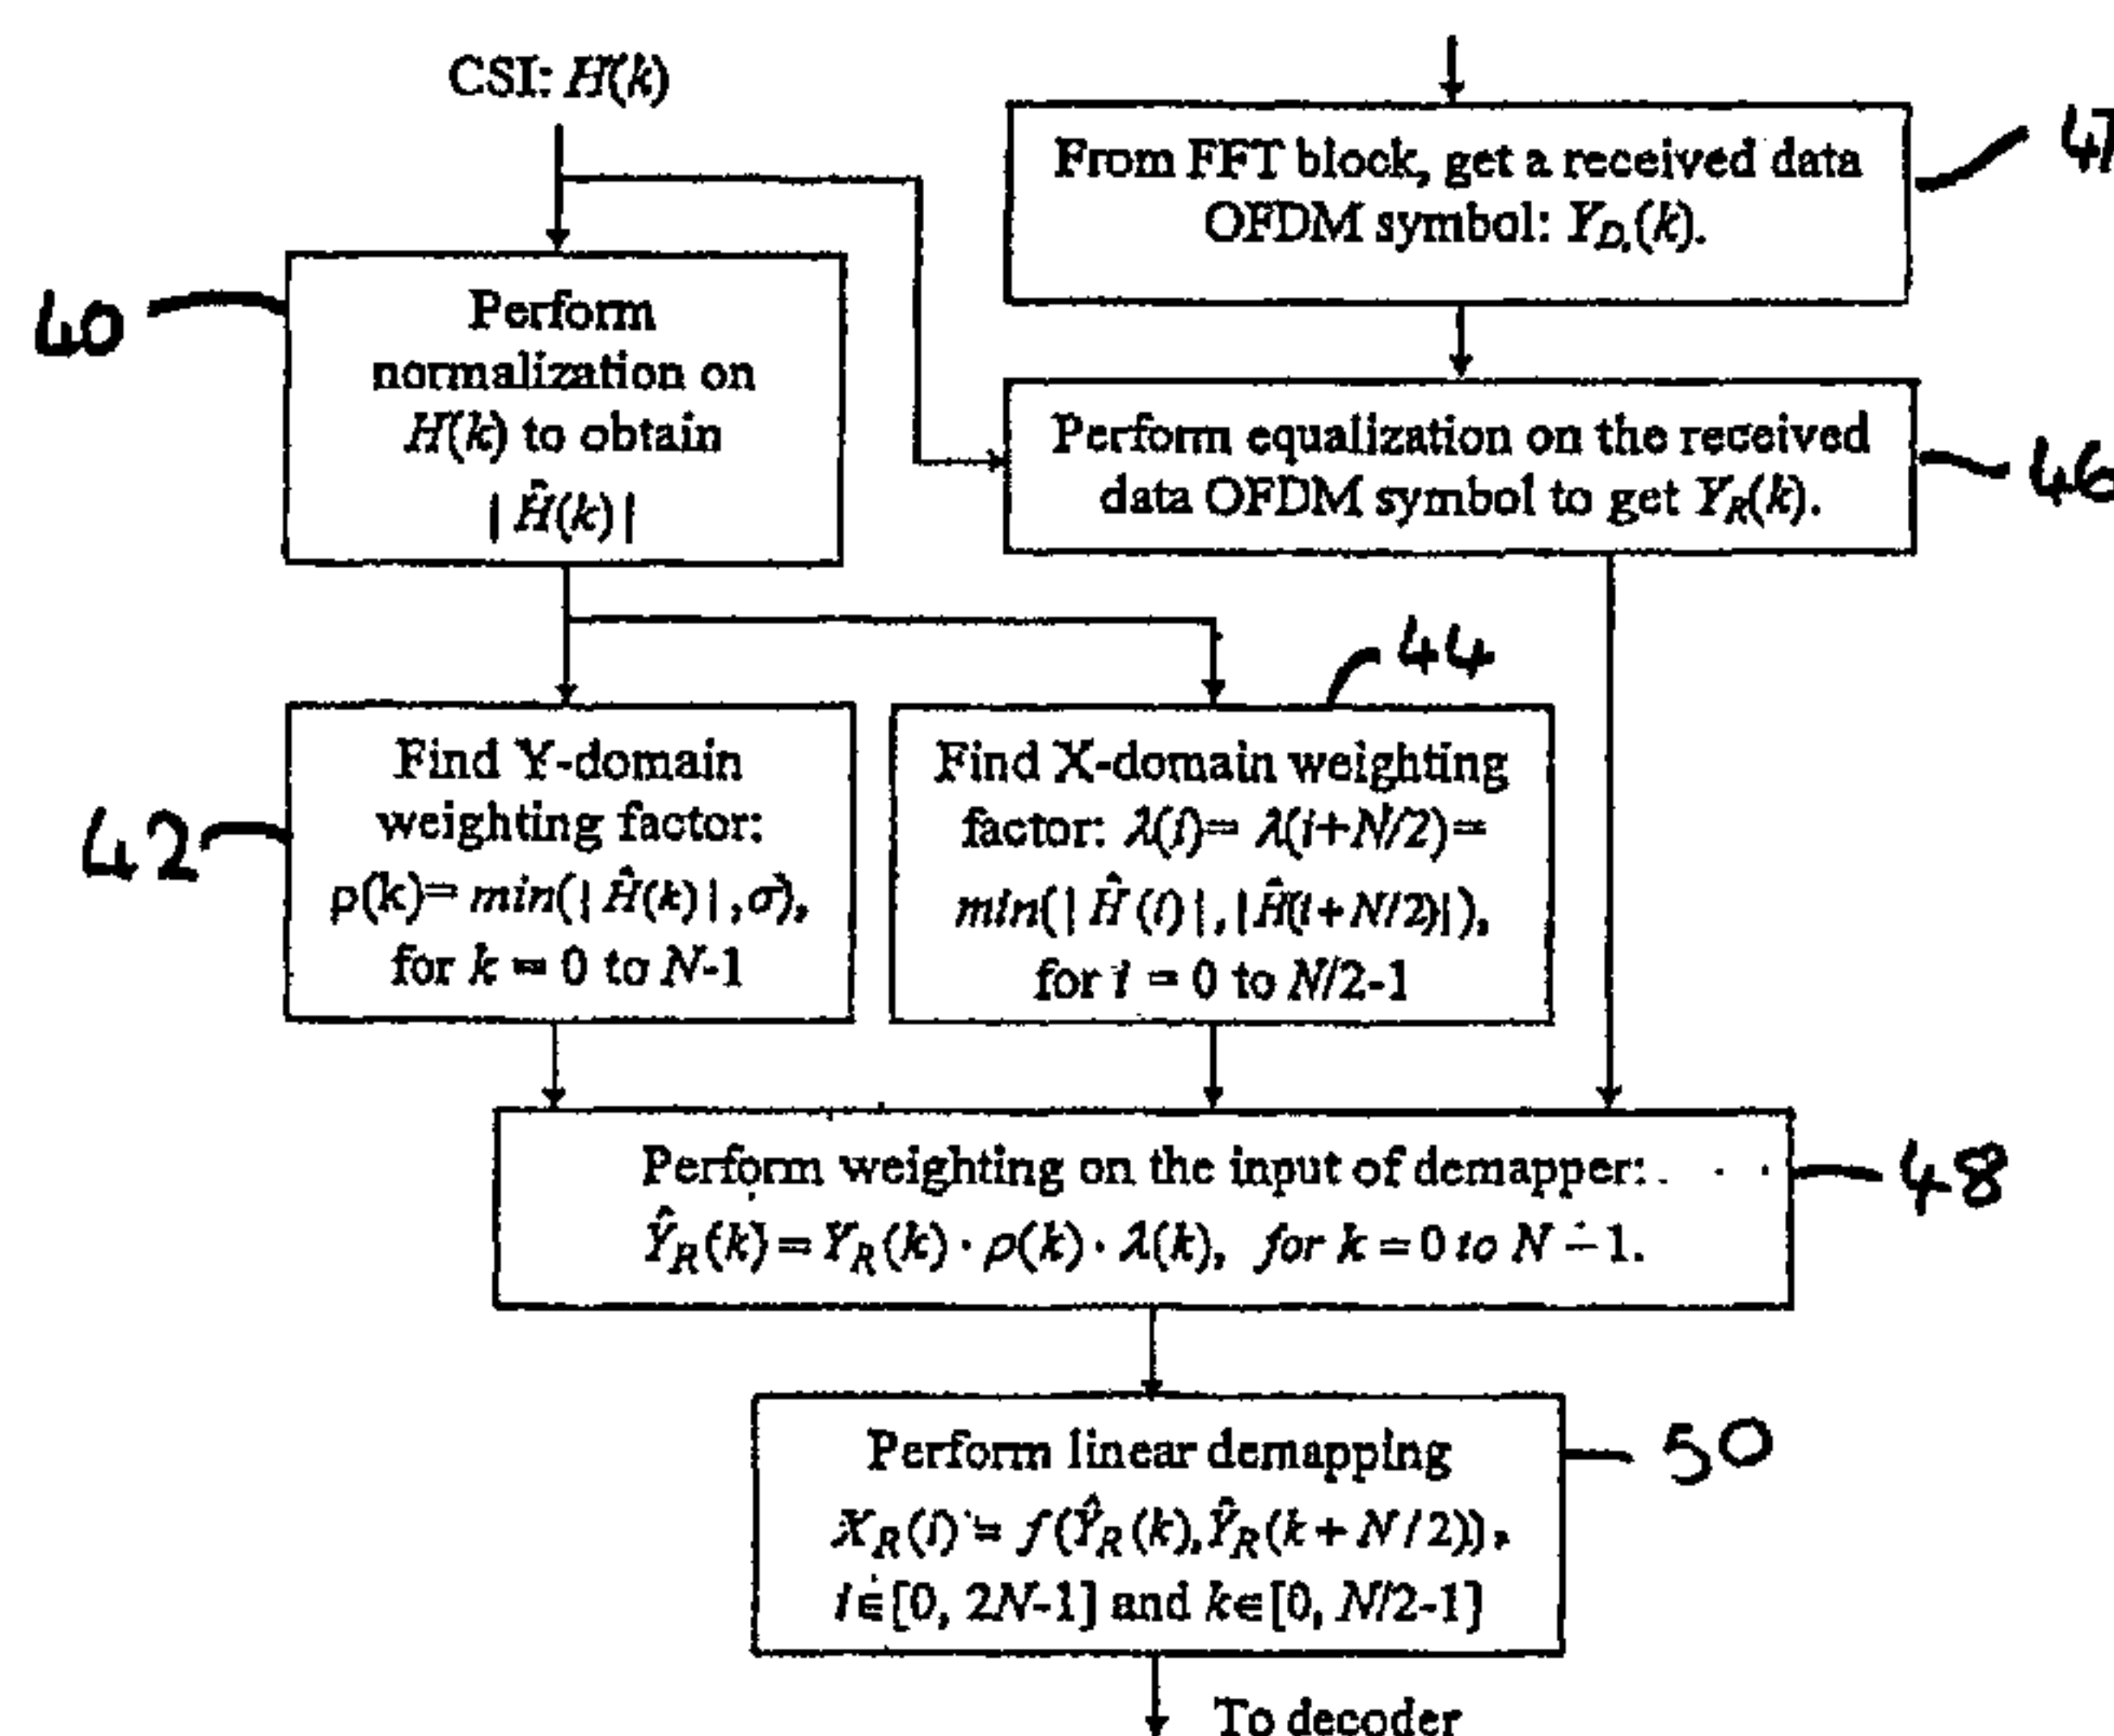 CSI: H(k)
From FFT block, get a received data
OFDM symbol: Y_D,(k).
40
Perform
normalization on
H(k) to obtain
| Ĥ(k) |
Perform equalization on the received
data OFDM symbol to get Y_R(k).
46
44
42
Find Y-domain
weighting factor:
ρ(k)= min(| Ĥ(k) | ,σ),
for k = 0 to N-1
Find X-domain weighting
factor: λ(i)= λ(i+N/2)=
min(| Ĥ (i) | , |Ĥ(i+N/2)|),
for i = 0 to N/2-1
Perform weighting on the input of demapper:
Ŷ_R(k) = Y_R(k) · ρ(k) · λ(k), for k = 0 to N − 1.
48
Perform linear demapping
X_R(i) = f(Ŷ_R(k),Ŷ_R(k + N / 2)),
i∈[0, 2N-1] and k∈[0, N/2-1]
50
To decoder